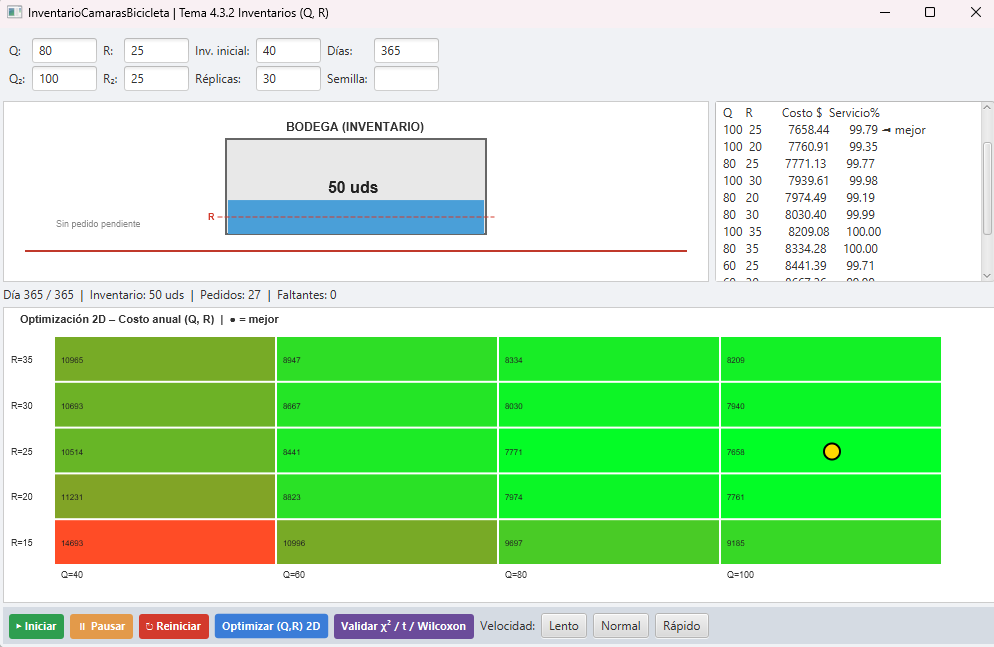 InventarioCamarasBicicleta | Tema 4.3.2 Inventarios (Q, R)
Q: 80 R: 25 Inv. inicial: 40 Días: 365
Q₂: 100 R₂: 25 Réplicas: 30 Semilla:
BODEGA (INVENTARIO)
50 uds
R
Sin pedido pendiente
Q R Costo $ Servicio%
100 25 7658.44 99.79 ◄ mejor
100 20 7760.91 99.35
80 25 7771.13 99.77
100 30 7939.61 99.98
80 20 7974.49 99.19
80 30 8030.40 99.99
100 35 8209.08 100.00
80 35 8334.28 100.00
60 25 8441.39 99.71
Día 365 / 365 | Inventario: 50 uds | Pedidos: 27 | Faltantes: 0
Optimización 2D – Costo anual (Q, R) | ● = mejor
R=35 10965 8947 8334 8209
R=30 10693 8667 8030 7940
R=25 10514 8441 7771 7658
R=20 11231 8823 7974 7761
R=15 14693 10996 9697 9185
Q=40 Q=60 Q=80 Q=100
▸ Iniciar ⏸ Pausar ↻ Reiniciar Optimizar (Q,R) 2D Validar χ² / t / Wilcoxon Velocidad: Lento Normal Rápido